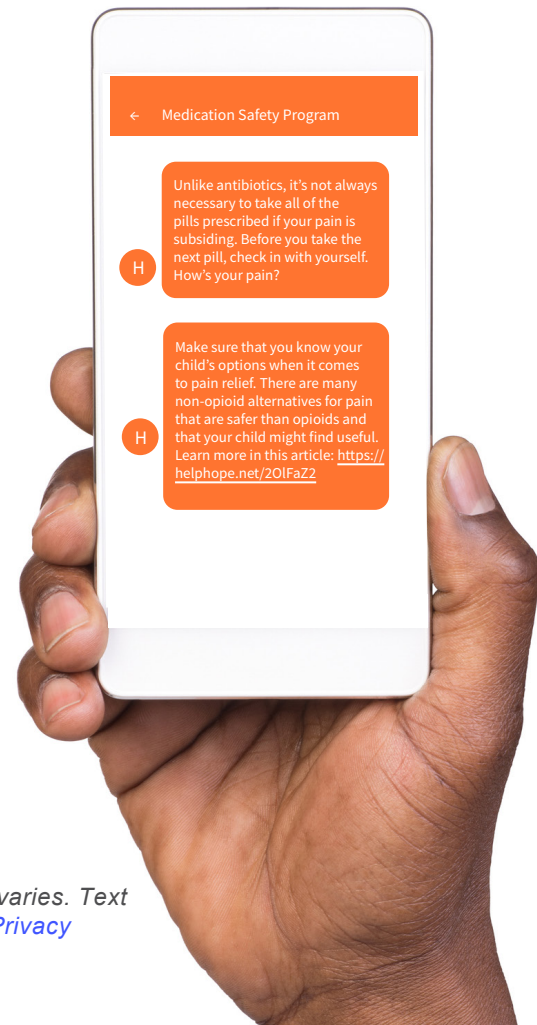 ← Medication Safety Program
Unlike antibiotics, it's not always
necessary to take all of the
pills prescribed if your pain is
subsiding. Before you take the
next pill, check in with yourself.
How's your pain?
H
Make sure that you know your
child's options when it comes
to pain relief. There are many
non-opioid alternatives for pain
that are safer than opioids and
that your child might find useful.
Learn more in this article: https://
helphope.net/2OlFaZ2
H
varies. Text
Privacy